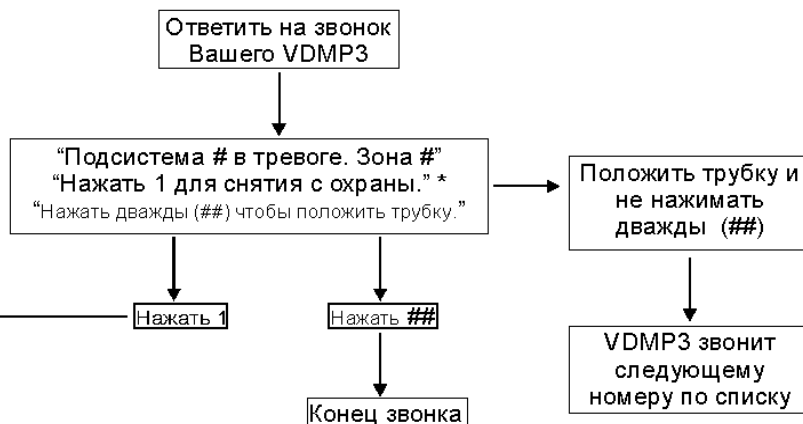 Ответить на звонок
Вашего VDMP3
“Подсистема # в тревоге. Зона #”
“Нажать 1 для снятия с охраны.” *
“Нажать дважды (##) чтобы положить трубку.”
Положить трубку и
не нажимать
дважды (##)
Нажать 1
Нажать ##
VDMP3 звонит
следующему
номеру по списку
Конец звонка